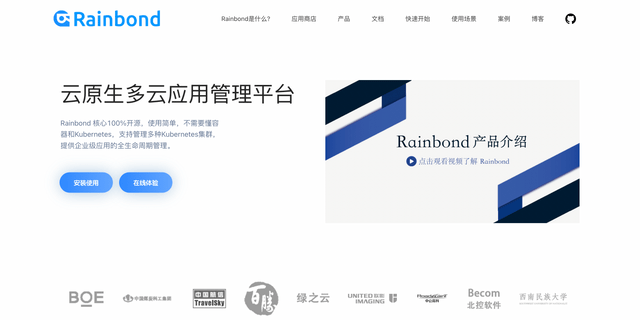 Rainbond
Rainbond是什么?
应用商店
产品
文档
快速开始
使用场景
案例
博客
云原生多云应用管理平台
Rainbond 核心100%开源，使用简单，不需要懂容
器和Kubernetes，支持管理多种Kubernetes集群，
提供企业级应用的全生命周期管理。
安装使用
在线体验
Rainbond 产品介绍
点击观看视频了解 Rainbond
BOE
中国航信
TravelSky
百胜
绿之云
UNITED
IMAGING
Becom
北控软件
西南民族大学